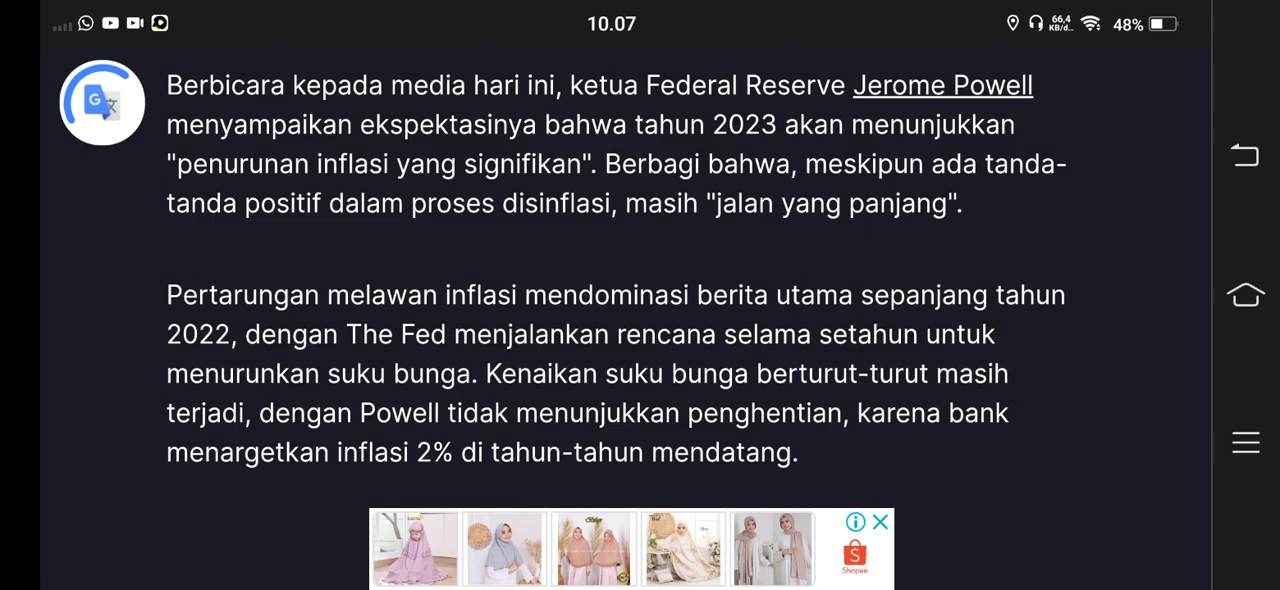 10.07
66,4
KB/d...
48%
Berbicara kepada media hari ini, ketua Federal Reserve Jerome Powell
menyampaikan ekspektasinya bahwa tahun 2023 akan menunjukkan
"penurunan inflasi yang signifikan". Berbagi bahwa, meskipun ada tanda-
tanda positif dalam proses disinflasi, masih "jalan yang panjang".
Pertarungan melawan inflasi mendominasi berita utama sepanjang tahun
2022, dengan The Fed menjalankan rencana selama setahun untuk
menurunkan suku bunga. Kenaikan suku bunga berturut-turut masih
terjadi, dengan Powell tidak menunjukkan penghentian, karena bank
menargetkan inflasi 2% di tahun-tahun mendatang.
Shopee